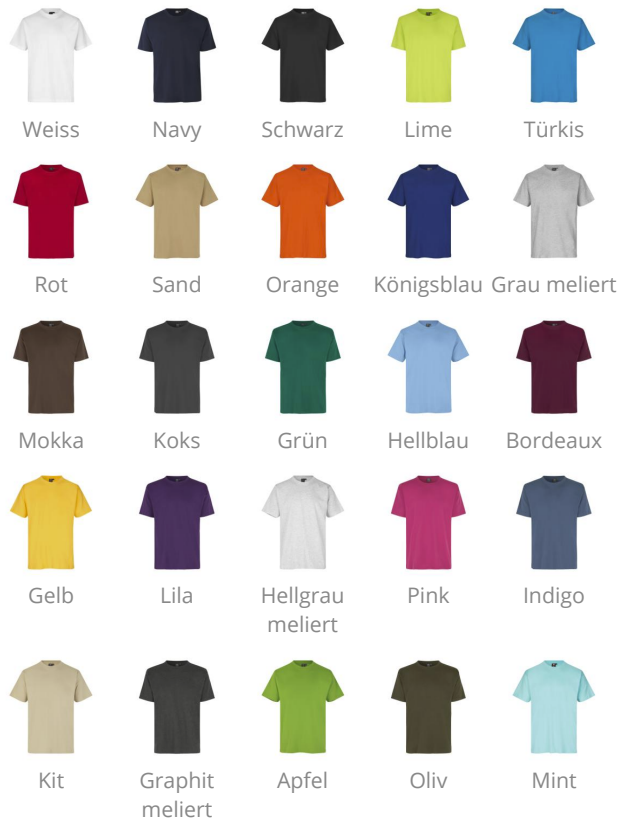 Weiss
Navy
Schwarz
Lime
Türkis
Rot
Sand
Orange
Königsblau
Grau meliert
Mokka
Koks
Grün
Hellblau
Bordeaux
Gelb
Lila
Hellgrau
meliert
Pink
Indigo
Kit
Graphit
meliert
Apfel
Oliv
Mint